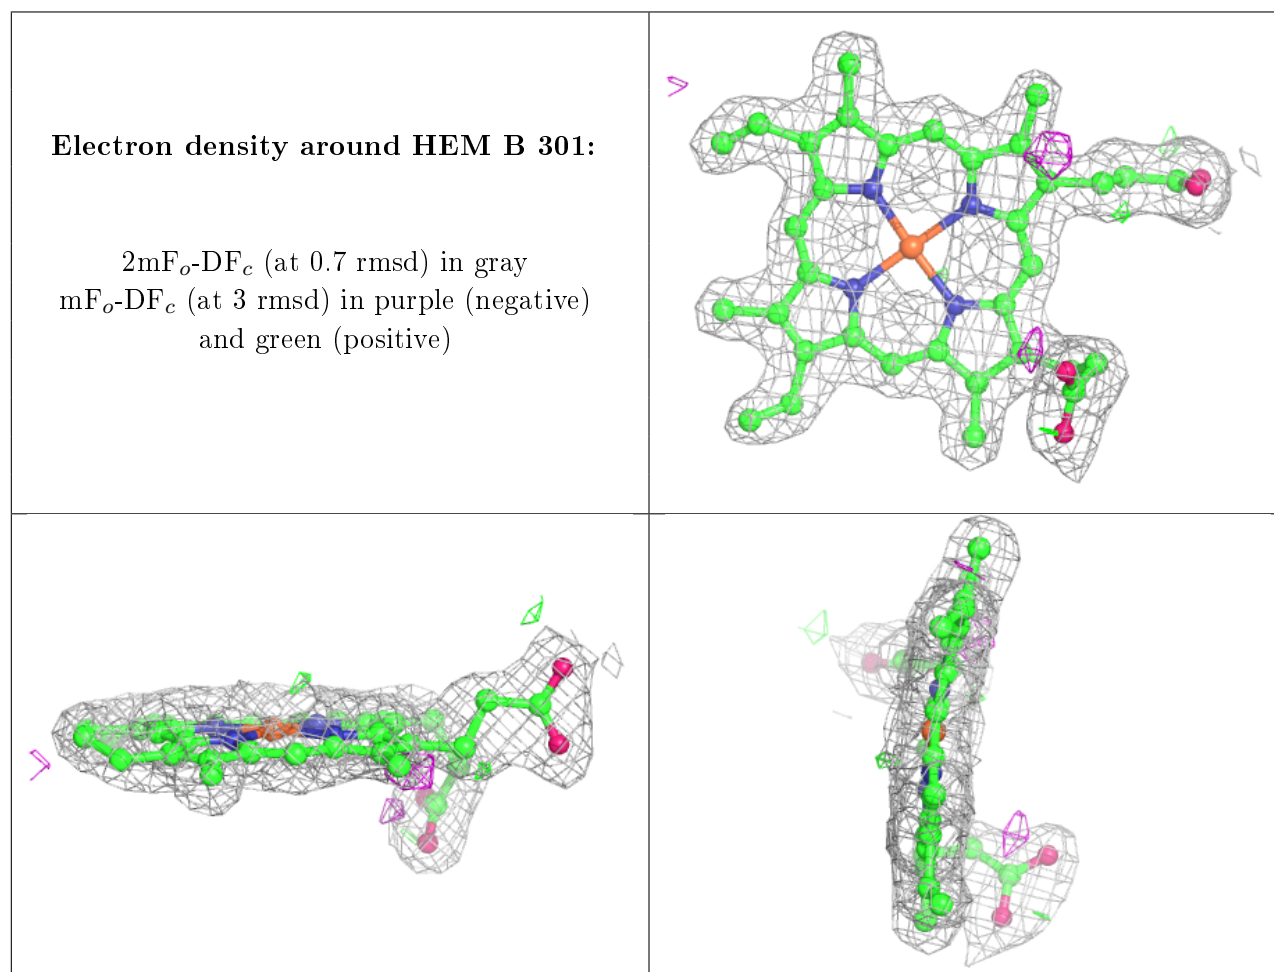 Electron density around HEM B 301:
2mFo-DFc (at 0.7 rmsd) in gray
mFo-DFc (at 3 rmsd) in purple (negative)
and green (positive)